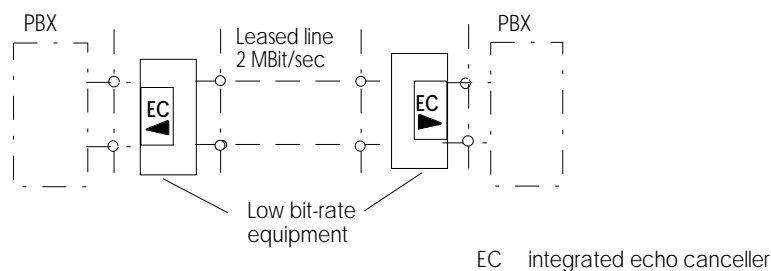 PBX
Leased line
2 MBit/sec
PBX
EC
EC
Low bit-rate
equipment
EC integrated echo canceller